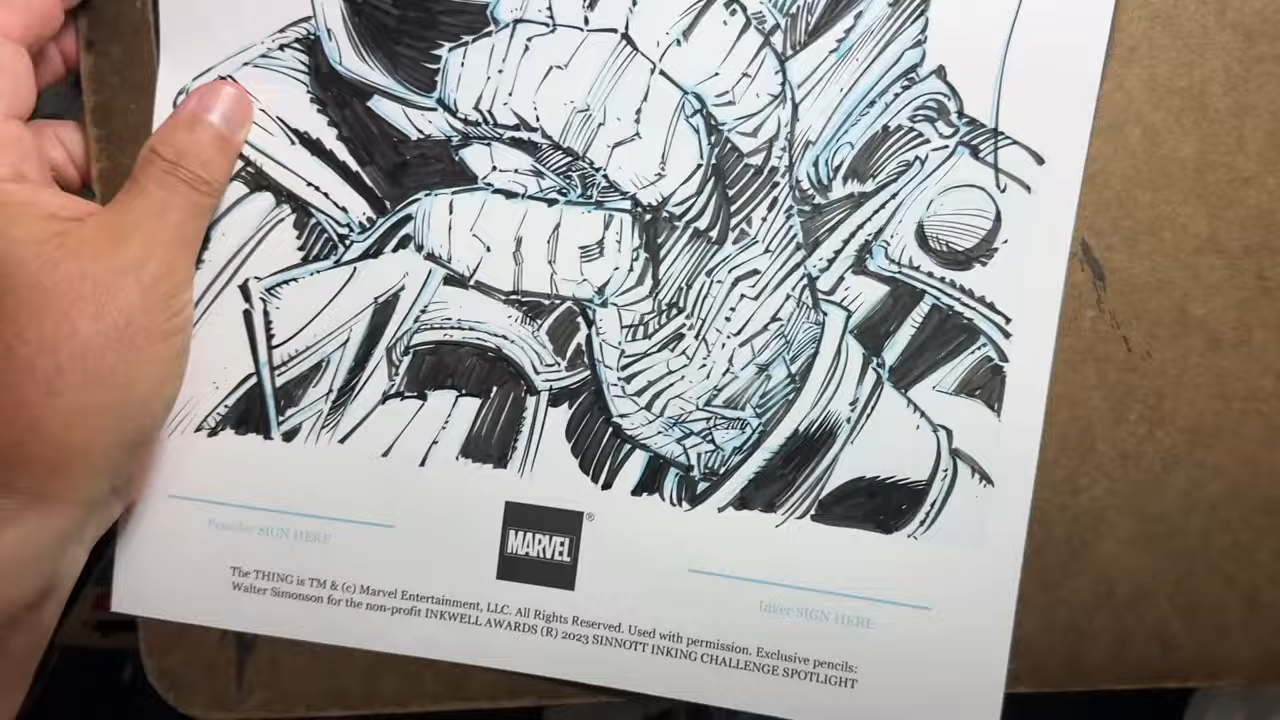 Penciler SIGN HERE
MARVEL
®
Inker SIGN HERE
The THING is TM & (c) Marvel Entertainment, LLC. All Rights Reserved. Used with permission. Exclusive pencils:
Walter Simonson for the non-profit INKWELL AWARDS (R) 2023 SINNOTT INKING CHALLENGE SPOTLIGHT